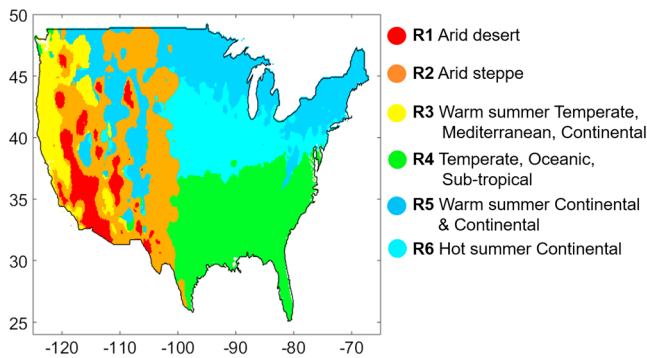 50
45
40
35
30
25
-120 -110 -100 -90 -80 -70
R1 Arid desert
R2 Arid steppe
R3 Warm summer Temperate,
Mediterranean, Continental
R4 Temperate, Oceanic,
Sub-tropical
R5 Warm summer Continental
& Continental
R6 Hot summer Continental